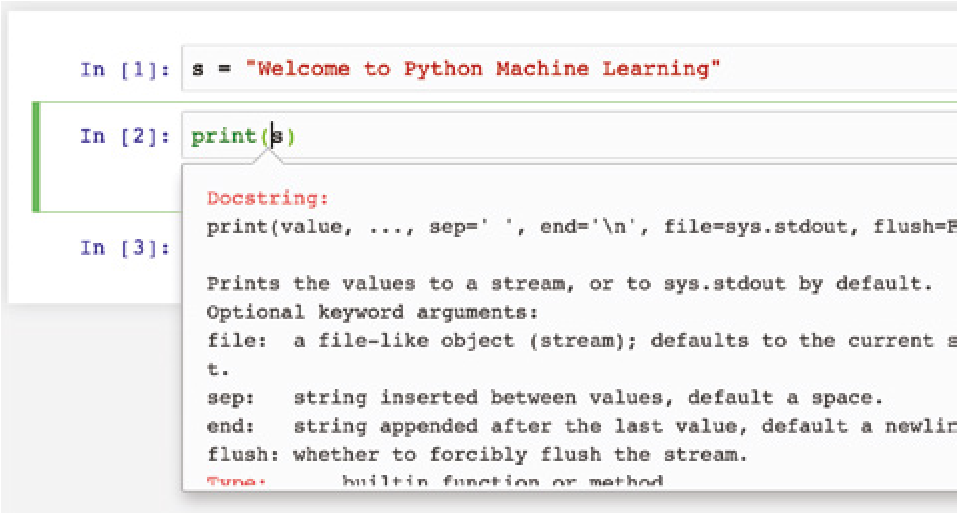 In [1]: s = "Welcome to Python Machine Learning"
In [2]: print(s)
Docstring:
print(value, ..., sep=' ', end='\n', file=sys.stdout, flush=F
In [3]:
Prints the values to a stream, or to sys.stdout by default.
Optional keyword arguments:
file:  a file-like object (stream); defaults to the current s
t.
sep:   string inserted between values, default a space.
end:   string appended after the last value, default a newlin
flush: whether to forcibly flush the stream.
Type:      builtin function or method